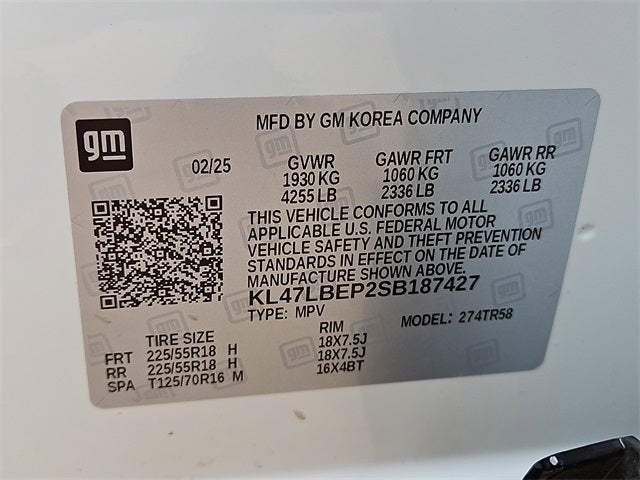 gm
MFD BY GM KOREA COMPANY
02/25 GVWR GAWR FRT GAWR RR
1930 KG 1060 KG 1060 KG
4255 LB 2336 LB 2336 LB
THIS VEHICLE CONFORMS TO ALL
APPLICABLE U.S. FEDERAL MOTOR
VEHICLE SAFETY AND THEFT PREVENTION
STANDARDS IN EFFECT ON THE DATE OF
MANUFACTURE SHOWN ABOVE.
KL47LBEP2SB187427
TYPE: MPV MODEL: 274TR58
TIRE SIZE RIM
FRT 225/55R18 H 18X7.5J
RR 225/55R18 H 18X7.5J
SPA T125/70R16 M 16X4BT